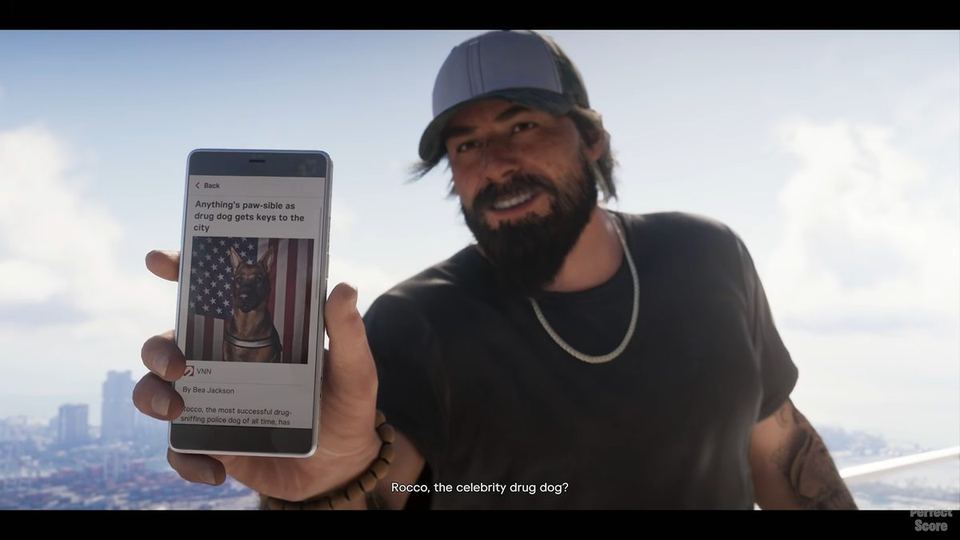 Back
Anything's paw-sible as
drug dog gets keys to the
city
VNN
By Bea Jackson
Rocco, the most successful drug-
sniffing police dog of all time, has
Rocco, the celebrity drug dog?
Perfect
Score